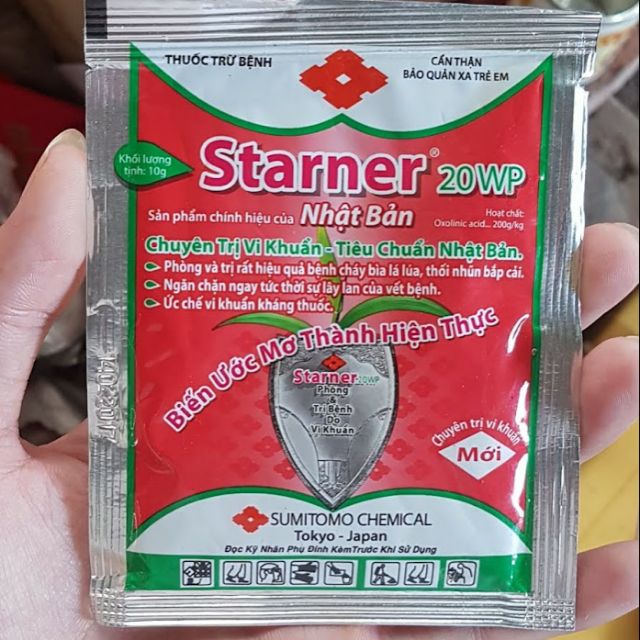 THUỐC TRỪ BỆNH
CẨN THẬN
BẢO QUẢN XA TRẺ EM
Khối lượng
tịnh: 10g
Starner® 20 WP
Sản phẩm chính hiệu của Nhật Bản
Hoạt chất:
Oxolinic acid... 200g/kg
Chuyên Trị Vi Khuẩn - Tiêu Chuẩn Nhật Bản.
Phòng và trị rất hiệu quả bệnh cháy bìa lá lúa, thối nhũn bắp cải.
Ngăn chặn ngay tức thời sự lây lan của vết bệnh.
Ức chế vi khuẩn kháng thuốc.
Biến Ước Mơ Thành Hiện Thực
Starner 20WP
Phòng
&
Trị Bệnh
Do
Vi Khuẩn
Chuyên trị vi khuẩn
Mới
SUMITOMO CHEMICAL
Tokyo - Japan
Đọc Kỹ Nhãn Phụ Đính Kèm Trước Khi Sử Dụng